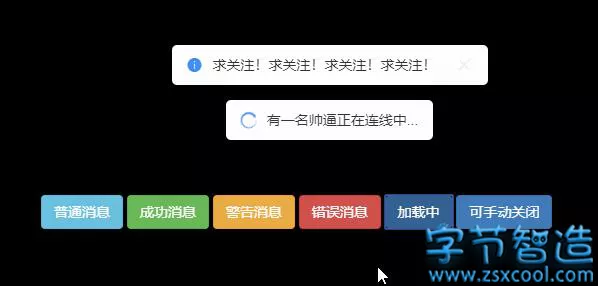 求关注！求关注！求关注！求关注！
有一名帅逼正在连线中...
普通消息 成功消息 警告消息 错误消息 加载中 可手动关闭
字节智造
www.zsxcool.com